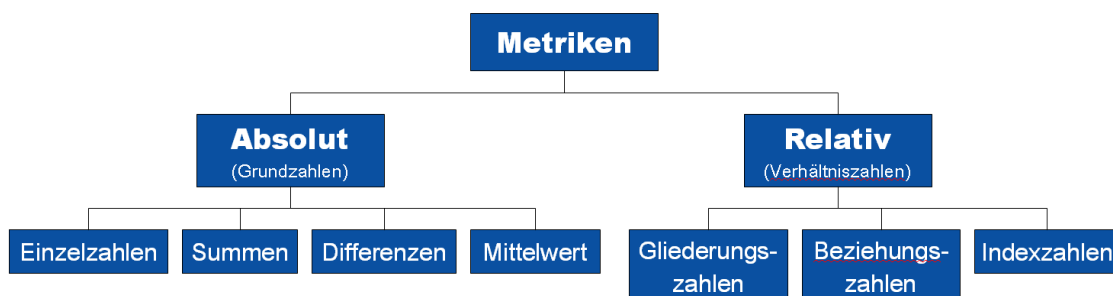 Metriken
Absolut
(Grundzahlen)
Relativ
(Verhältniszahlen)
Einzelzahlen
Summen
Differenzen
Mittelwert
Gliederungs-
zahlen
Beziehungs-
zahlen
Indexzahlen